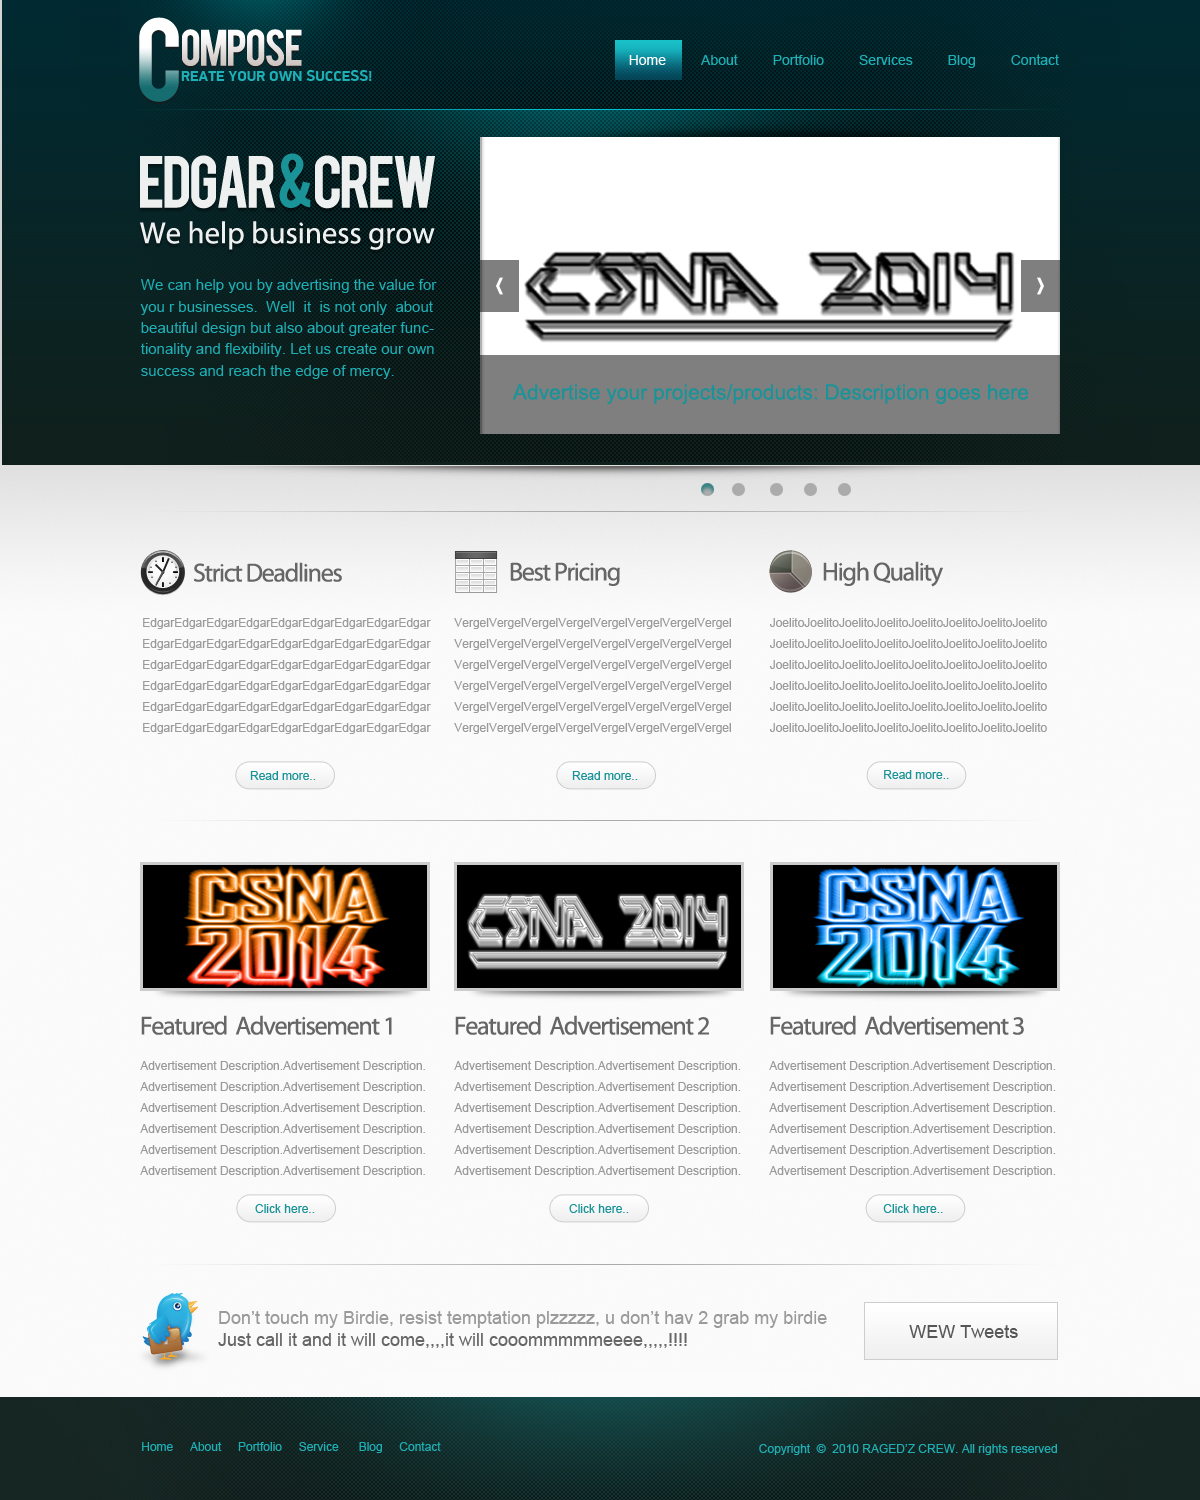 COMPOSE
REATE YOUR OWN SUCCESS!
Home About Portfolio Services Blog Contact
EDGAR&CREW
We help business grow
We can help you by advertising the value for
you r businesses. Well it is not only about
beautiful design but also about greater func-
tionality and flexibility. Let us create our own
success and reach the edge of mercy.
CSNA 2014
Advertise your projects/products: Description goes here
Strict Deadlines
EdgarEdgarEdgarEdgarEdgarEdgarEdgarEdgarEdgar
EdgarEdgarEdgarEdgarEdgarEdgarEdgarEdgarEdgar
EdgarEdgarEdgarEdgarEdgarEdgarEdgarEdgarEdgar
EdgarEdgarEdgarEdgarEdgarEdgarEdgarEdgarEdgar
EdgarEdgarEdgarEdgarEdgarEdgarEdgarEdgarEdgar
EdgarEdgarEdgarEdgarEdgarEdgarEdgarEdgarEdgar
Read more..
Best Pricing
VergelVergelVergelVergelVergelVergelVergelVergel
VergelVergelVergelVergelVergelVergelVergelVergel
VergelVergelVergelVergelVergelVergelVergelVergel
VergelVergelVergelVergelVergelVergelVergelVergel
VergelVergelVergelVergelVergelVergelVergelVergel
VergelVergelVergelVergelVergelVergelVergelVergel
Read more..
High Quality
JoelitoJoelitoJoelitoJoelitoJoelitoJoelitoJoelitoJoelito
JoelitoJoelitoJoelitoJoelitoJoelitoJoelitoJoelitoJoelito
JoelitoJoelitoJoelitoJoelitoJoelitoJoelitoJoelitoJoelito
JoelitoJoelitoJoelitoJoelitoJoelitoJoelitoJoelitoJoelito
JoelitoJoelitoJoelitoJoelitoJoelitoJoelitoJoelitoJoelito
JoelitoJoelitoJoelitoJoelitoJoelitoJoelitoJoelitoJoelito
Read more..
CSNA
2014
Featured Advertisement 1
Advertisement Description.Advertisement Description.
Advertisement Description.Advertisement Description.
Advertisement Description.Advertisement Description.
Advertisement Description.Advertisement Description.
Advertisement Description.Advertisement Description.
Advertisement Description.Advertisement Description.
Click here..
CSNA 2014
Featured Advertisement 2
Advertisement Description.Advertisement Description.
Advertisement Description.Advertisement Description.
Advertisement Description.Advertisement Description.
Advertisement Description.Advertisement Description.
Advertisement Description.Advertisement Description.
Advertisement Description.Advertisement Description.
Click here..
CSNA
2014
Featured Advertisement 3
Advertisement Description.Advertisement Description.
Advertisement Description.Advertisement Description.
Advertisement Description.Advertisement Description.
Advertisement Description.Advertisement Description.
Advertisement Description.Advertisement Description.
Advertisement Description.Advertisement Description.
Click here..
Don't touch my Birdie, resist temptation plzzzzz, u don't hav 2 grab my birdie
Just call it and it will come,,,,it will cooommmmmeeee,,,,,!!!!
WEW Tweets
Home About Portfolio Service Blog Contact
Copyright © 2010 RAGED'Z CREW. All rights reserved